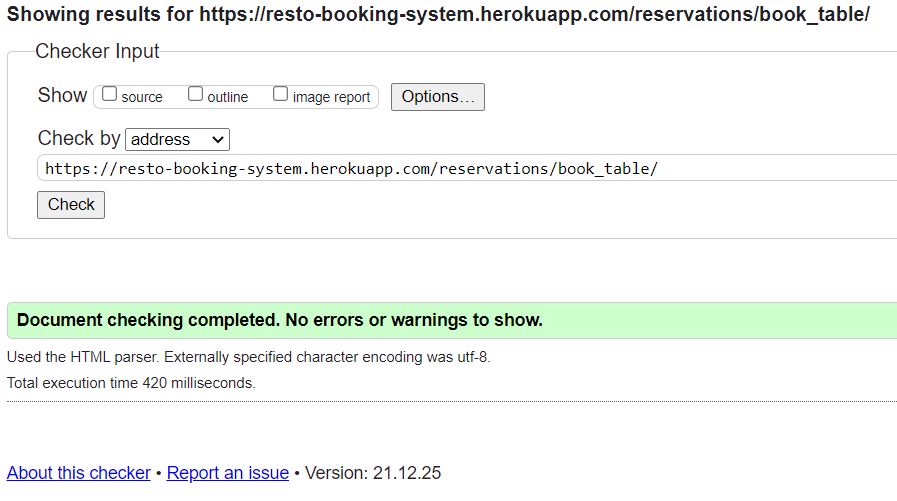 Showing results for https://resto-booking-system.herokuapp.com/reservations/book_table/
Checker Input
Show source outline image report Options...
Check by address
https://resto-booking-system.herokuapp.com/reservations/book_table/
Check
Document checking completed. No errors or warnings to show.
Used the HTML parser. Externally specified character encoding was utf-8.
Total execution time 420 milliseconds.
About this checker • Report an issue • Version: 21.12.25